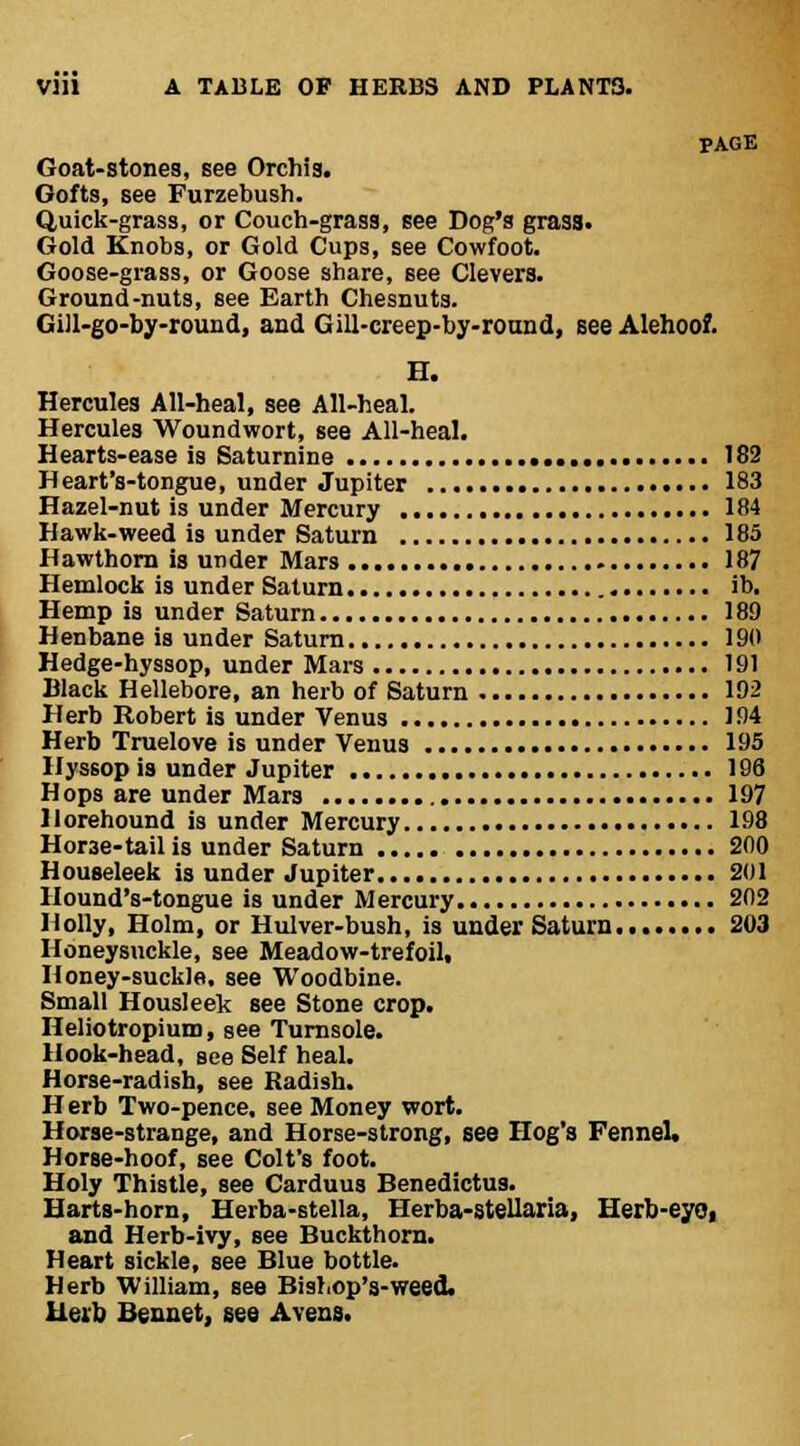 viii A TABLE OF HERBS AND PLANTS.
PAGE
Goat-stones, see Orchis.
Gofts, see Furzebush.
Quick-grass, or Couch-grass, see Dog's grass.
Gold Knobs, or Gold Cups, see Cowfoot.
Goose-grass, or Goose share, see Clevers.
Ground-nuts, see Earth Chesnuts.
Gill-go-by-round, and Gill-creep-by-round, see Alehoof.
H.
Hercules All-heal, see All-heal.
Hercules Woundwort, see All-heal.
Hearts-ease is Saturnine ........................ 182
Heart's-tongue, under Jupiter ........................ 183
Hazel-nut is under Mercury ........................ 184
Hawk-weed is under Saturn ........................ 185
Hawthorn is under Mars ........................ 187
Hemlock is under Saturn ........................ ib.
Hemp is under Saturn ........................ 189
Henbane is under Saturn ........................ 190
Hedge-hyssop, under Mars ........................ 191
Black Hellebore, an herb of Saturn ........................ 192
Herb Robert is under Venus ........................ 194
Herb Truelove is under Venus ........................ 195
Hyssop is under Jupiter ........................ 196
Hops are under Mars ........................ 197
Horehound is under Mercury ........................ 198
Horse-tail is under Saturn ........................ 200
Houseleek is under Jupiter ........................ 201
Hound's-tongue is under Mercury ........................ 202
Holly, Holm, or Hulver-bush, is under Saturn ........ 203
Honeysuckle, see Meadow-trefoil,
Honey-suckle, see Woodbine.
Small Housleek see Stone crop.
Heliotropium, see Turnsole.
Hook-head, see Self heal.
Horse-radish, see Radish.
Herb Two-pence, see Money wort.
Horse-strange, and Horse-strong, see Hog's Fennel.
Horse-hoof, see Colt's foot.
Holy Thistle, see Carduus Benedictus.
Harts-horn, Herba-stella, Herba-stellaria, Herb-eye,
and Herb-ivy, see Buckthorn.
Heart sickle, see Blue bottle.
Herb William, see Bishop's-weed.
Herb Bennet, see Avens.